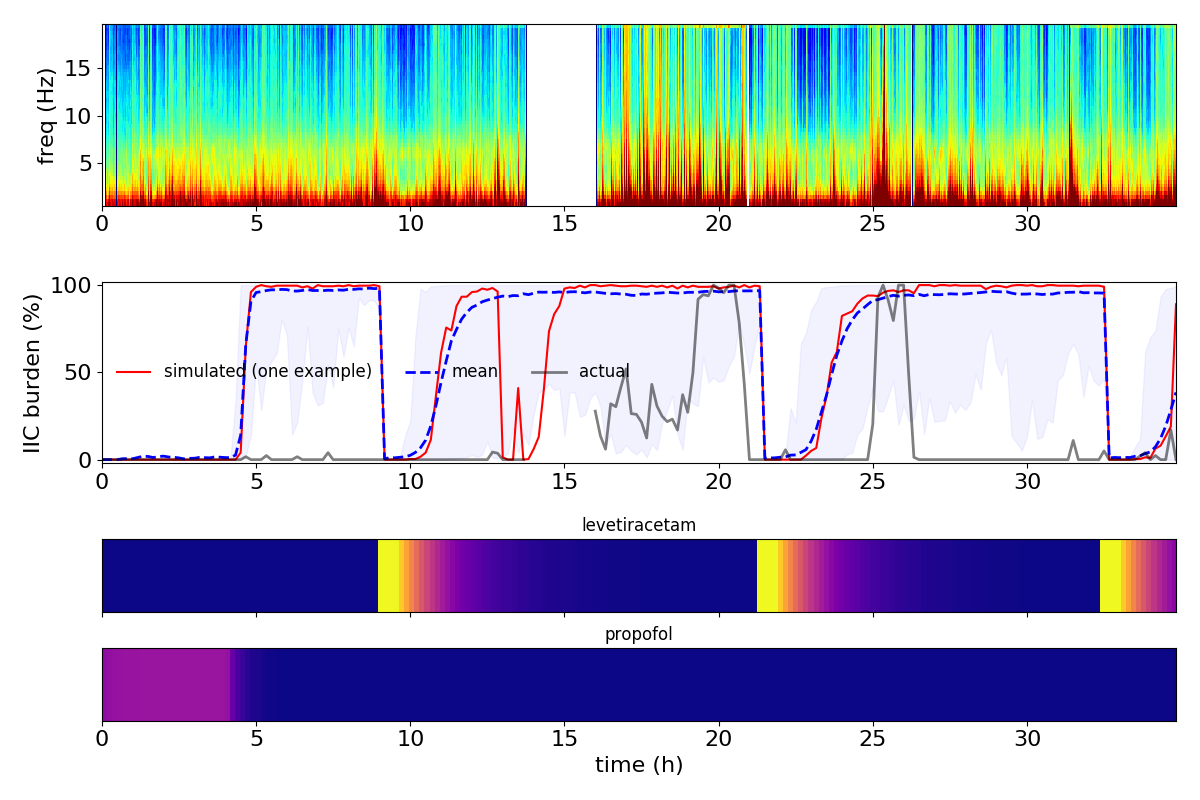 freq (Hz)
15
10
5
0 5 10 15 20 25 30
IIC burden (%)
100
50
0
simulated (one example) mean actual
0 5 10 15 20 25 30
levetiracetam
propofol
0 5 10 15 20 25 30
time (h)